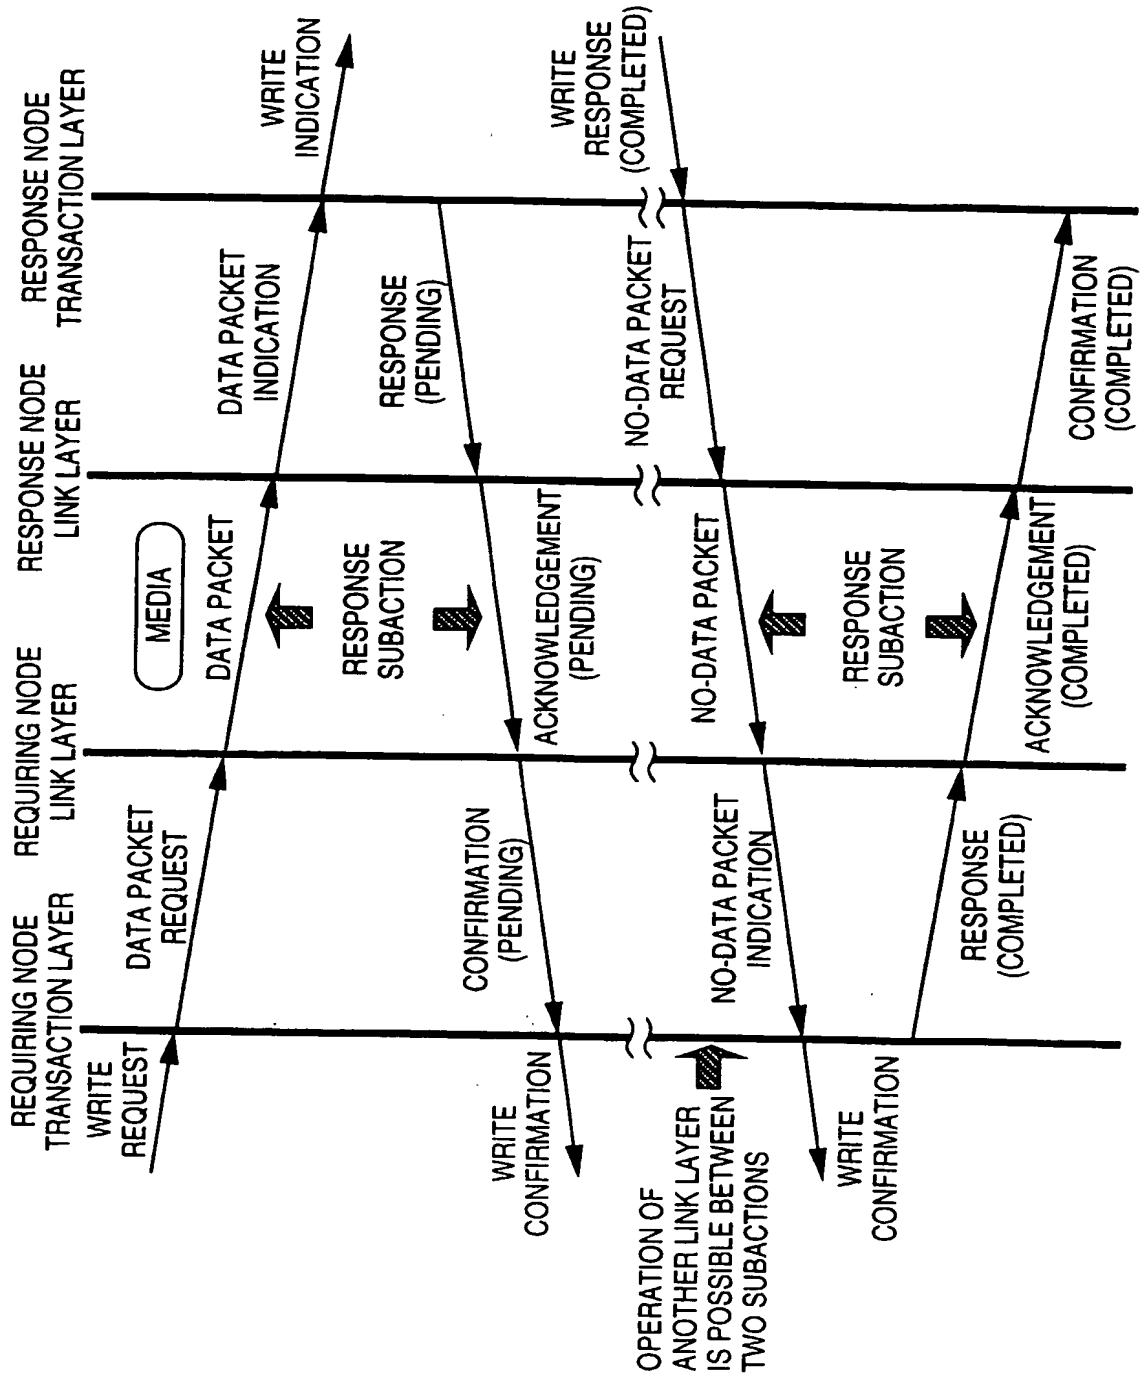 REQUIRING NODE
TRANSACTION LAYER
REQUIRING NODE
LINK LAYER
RESPONSE NODE
LINK LAYER
RESPONSE NODE
TRANSACTION LAYER
MEDIA
WRITE
REQUEST
DATA PACKET
REQUEST
DATA PACKET
DATA PACKET
INDICATION
WRITE
INDICATION
RESPONSE
SUBACTION
RESPONSE
(PENDING)
ACKNOWLEDGEMENT
(PENDING)
CONFIRMATION
(PENDING)
WRITE
CONFIRMATION
OPERATION OF
ANOTHER LINK LAYER
IS POSSIBLE BETWEEN
TWO SUBACTIONS
WRITE
RESPONSE
(COMPLETED)
NO-DATA PACKET
REQUEST
NO-DATA PACKET
NO-DATA PACKET
INDICATION
WRITE
CONFIRMATION
RESPONSE
SUBACTION
RESPONSE
(COMPLETED)
ACKNOWLEDGEMENT
(COMPLETED)
CONFIRMATION
(COMPLETED)